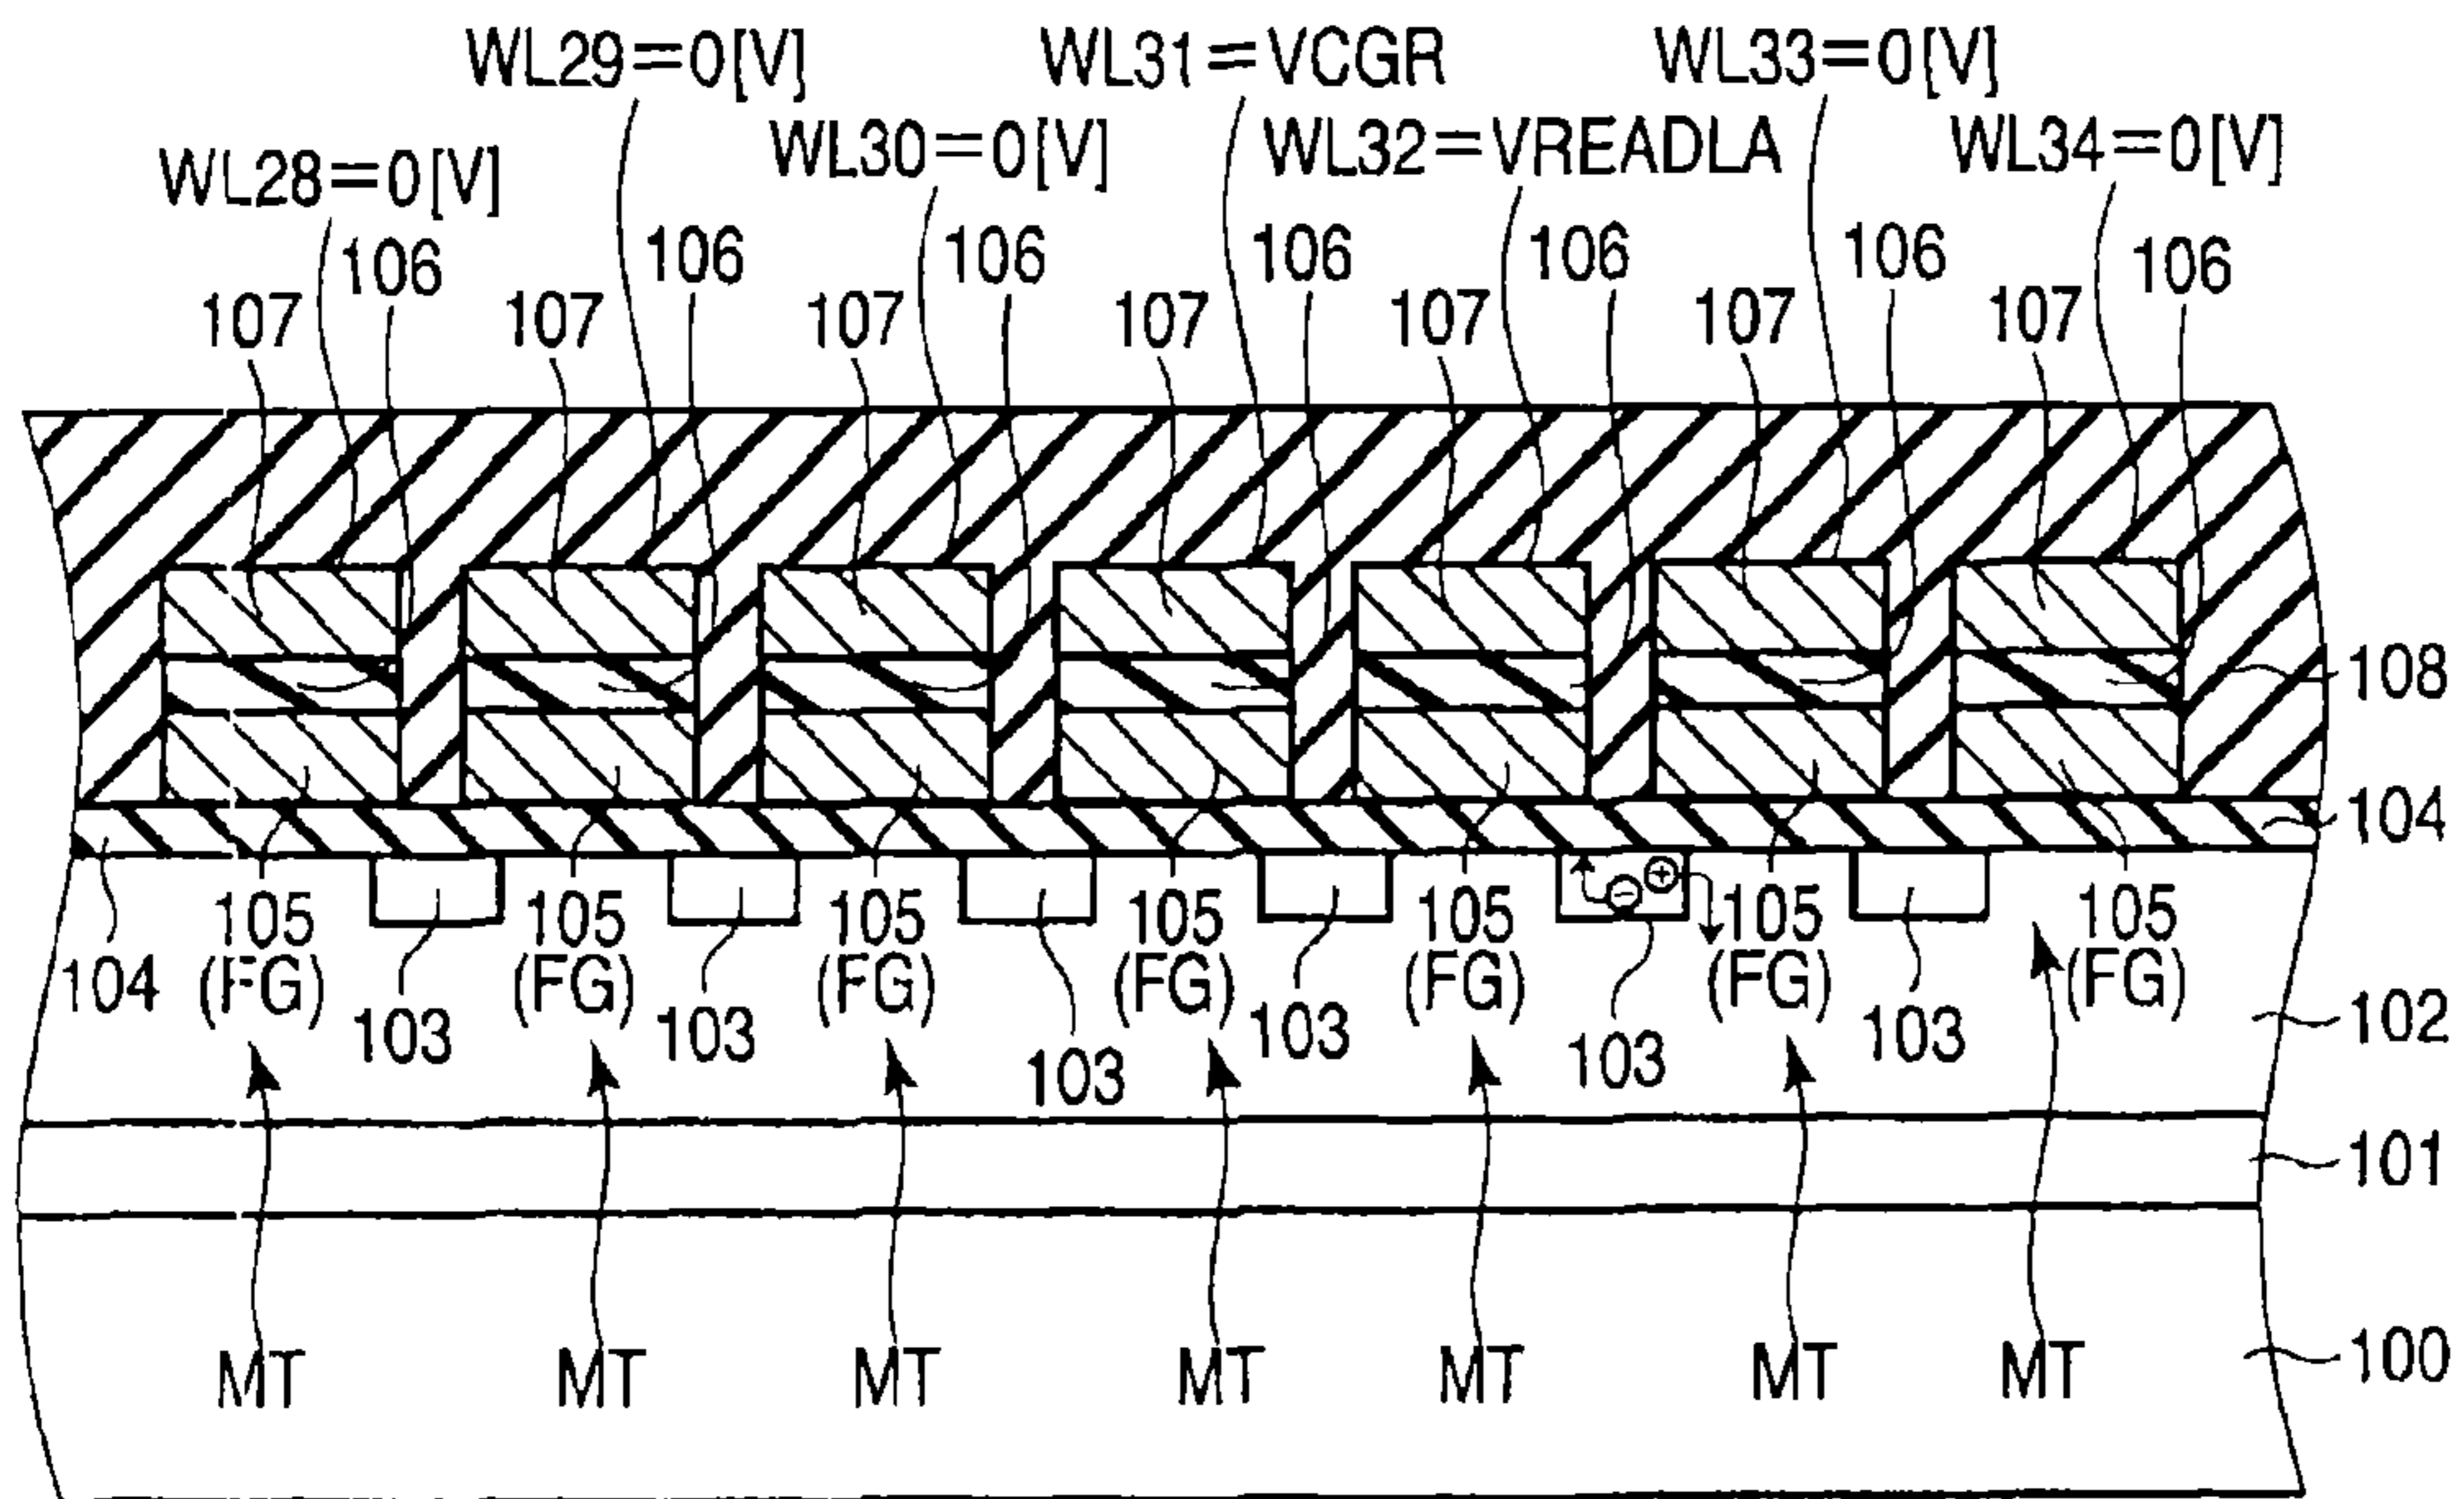 WL29=0[V] WL31=VCGR WL33=0[V]
WL30=0[V] WL32=VREADLA WL34=0[V]
WL28=0[V]
106 106 106 106 106 106 106
107 107 107 107 107 107 107
108
104
105 105 105 105 105 105 105
(FG) (FG) (FG) (FG) (FG) (FG) (FG)
104
⊖ ⊕
103 103 103 103 103 103
102
101
100
MT MT MT MT MT MT MT